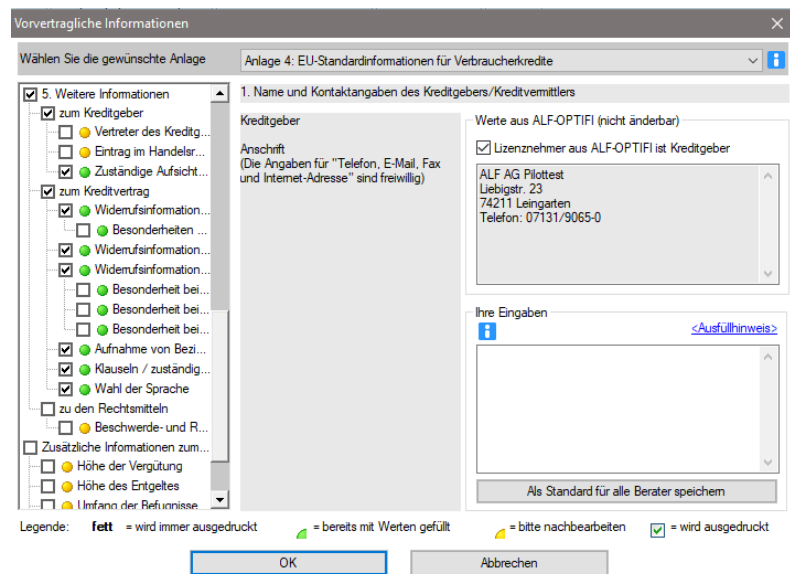 Vorvertragliche Informationen
Wählen Sie die gewünschte Anlage
Anlage 4: EU-Standardinformationen für Verbraucherkredite
5. Weitere Informationen
zum Kreditgeber
Vertreter des Kreditg...
Eintrag im Handelsr...
Zuständige Aufsicht...
zum Kreditvertrag
Widerrufsinformation...
Besonderheiten ...
Widerrufsinformation...
Widerrufsinformation...
Besonderheit bei...
Besonderheit bei...
Besonderheit bei...
Aufnahme von Bezi...
Klauseln / zuständig...
Wahl der Sprache
zu den Rechtsmitteln
Beschwerde- und R...
Zusätzliche Informationen zum...
Höhe der Vergütung
Höhe des Entgeltes
Umfang der Befugnisse
1. Name und Kontaktangaben des Kreditgebers/Kreditvermittlers
Kreditgeber
Anschrift
(Die Angaben für "Telefon, E-Mail, Fax
und Internet-Adresse" sind freiwillig)
Werte aus ALF-OPTIFI (nicht änderbar)
Lizenznehmer aus ALF-OPTIFI ist Kreditgeber
ALF AG Pilottest
Liebigstr. 23
74211 Leingarten
Telefon: 07131/9065-0
Ihre Eingaben
<Ausfüllhinweis>
Als Standard für alle Berater speichern
Legende: fett = wird immer ausgedruckt = bereits mit Werten gefüllt = bitte nachbearbeiten = wird ausgedruckt
OK Abbrechen